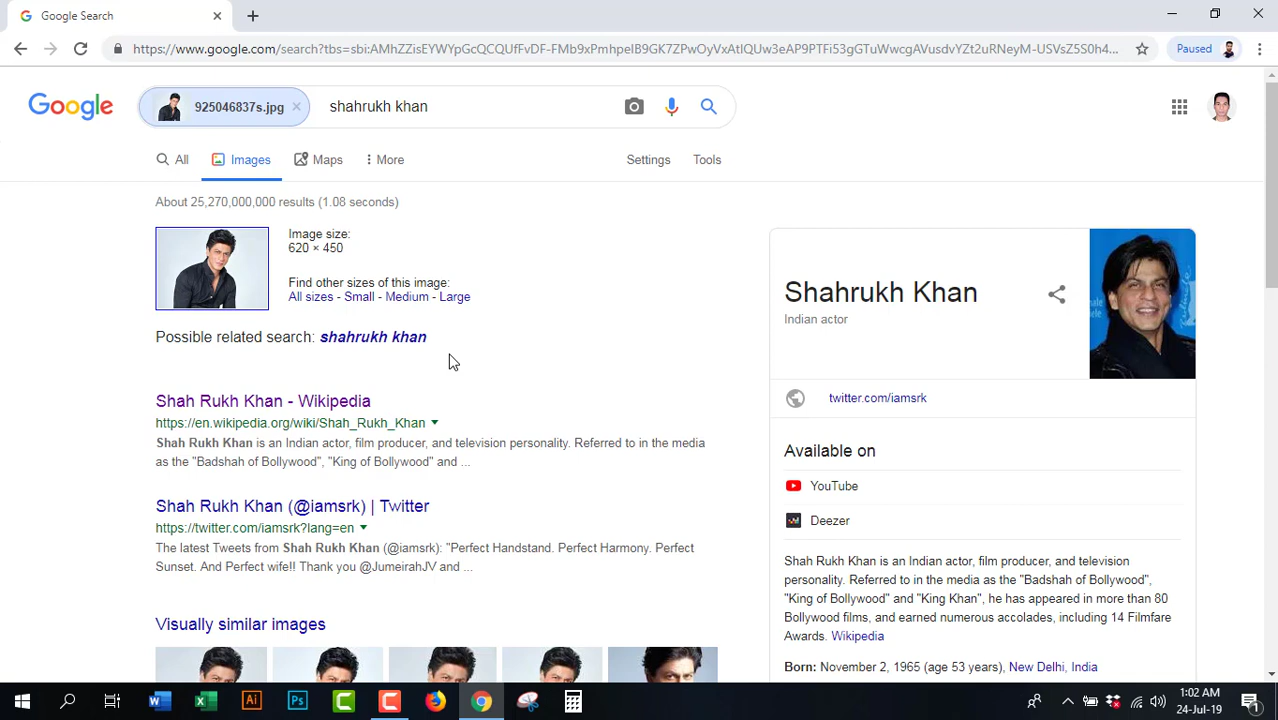 Google Search
https://www.google.com/search?tbs=sbi:AMhZZisEYWYpGcQCQUfFvDF-FMb9xPmhpeIB9GK7ZPwOyVxAtlQUw3eAP9PTFi53gGTuWwcgAVusdvYZt2uRNeyM-USVsZ5S0h4...
Paused
Google
925046837s.jpg
shahrukh khan
All
Images
Maps
More
Settings
Tools
About 25,270,000,000 results (1.08 seconds)
Image size:
620 × 450
Find other sizes of this image:
All sizes - Small - Medium - Large
Possible related search: shahrukh khan
Shah Rukh Khan - Wikipedia
https://en.wikipedia.org/wiki/Shah_Rukh_Khan
Shah Rukh Khan is an Indian actor, film producer, and television personality. Referred to in the media
as the "Badshah of Bollywood", "King of Bollywood" and ...
Shah Rukh Khan (@iamsrk) | Twitter
https://twitter.com/iamsrk?lang=en
The latest Tweets from Shah Rukh Khan (@iamsrk): "Perfect Handstand. Perfect Harmony. Perfect
Sunset. And Perfect wife!! Thank you @JumeirahJV and ...
Visually similar images
Shahrukh Khan
Indian actor
twitter.com/iamsrk
Available on
YouTube
Deezer
Shah Rukh Khan is an Indian actor, film producer, and television
personality. Referred to in the media as the "Badshah of Bollywood",
"King of Bollywood" and "King Khan", he has appeared in more than 80
Bollywood films, and earned numerous accolades, including 14 Filmfare
Awards. Wikipedia
Born: November 2, 1965 (age 53 years), New Delhi, India
Ai
Ps
1:02 AM
24-Jul-19
1